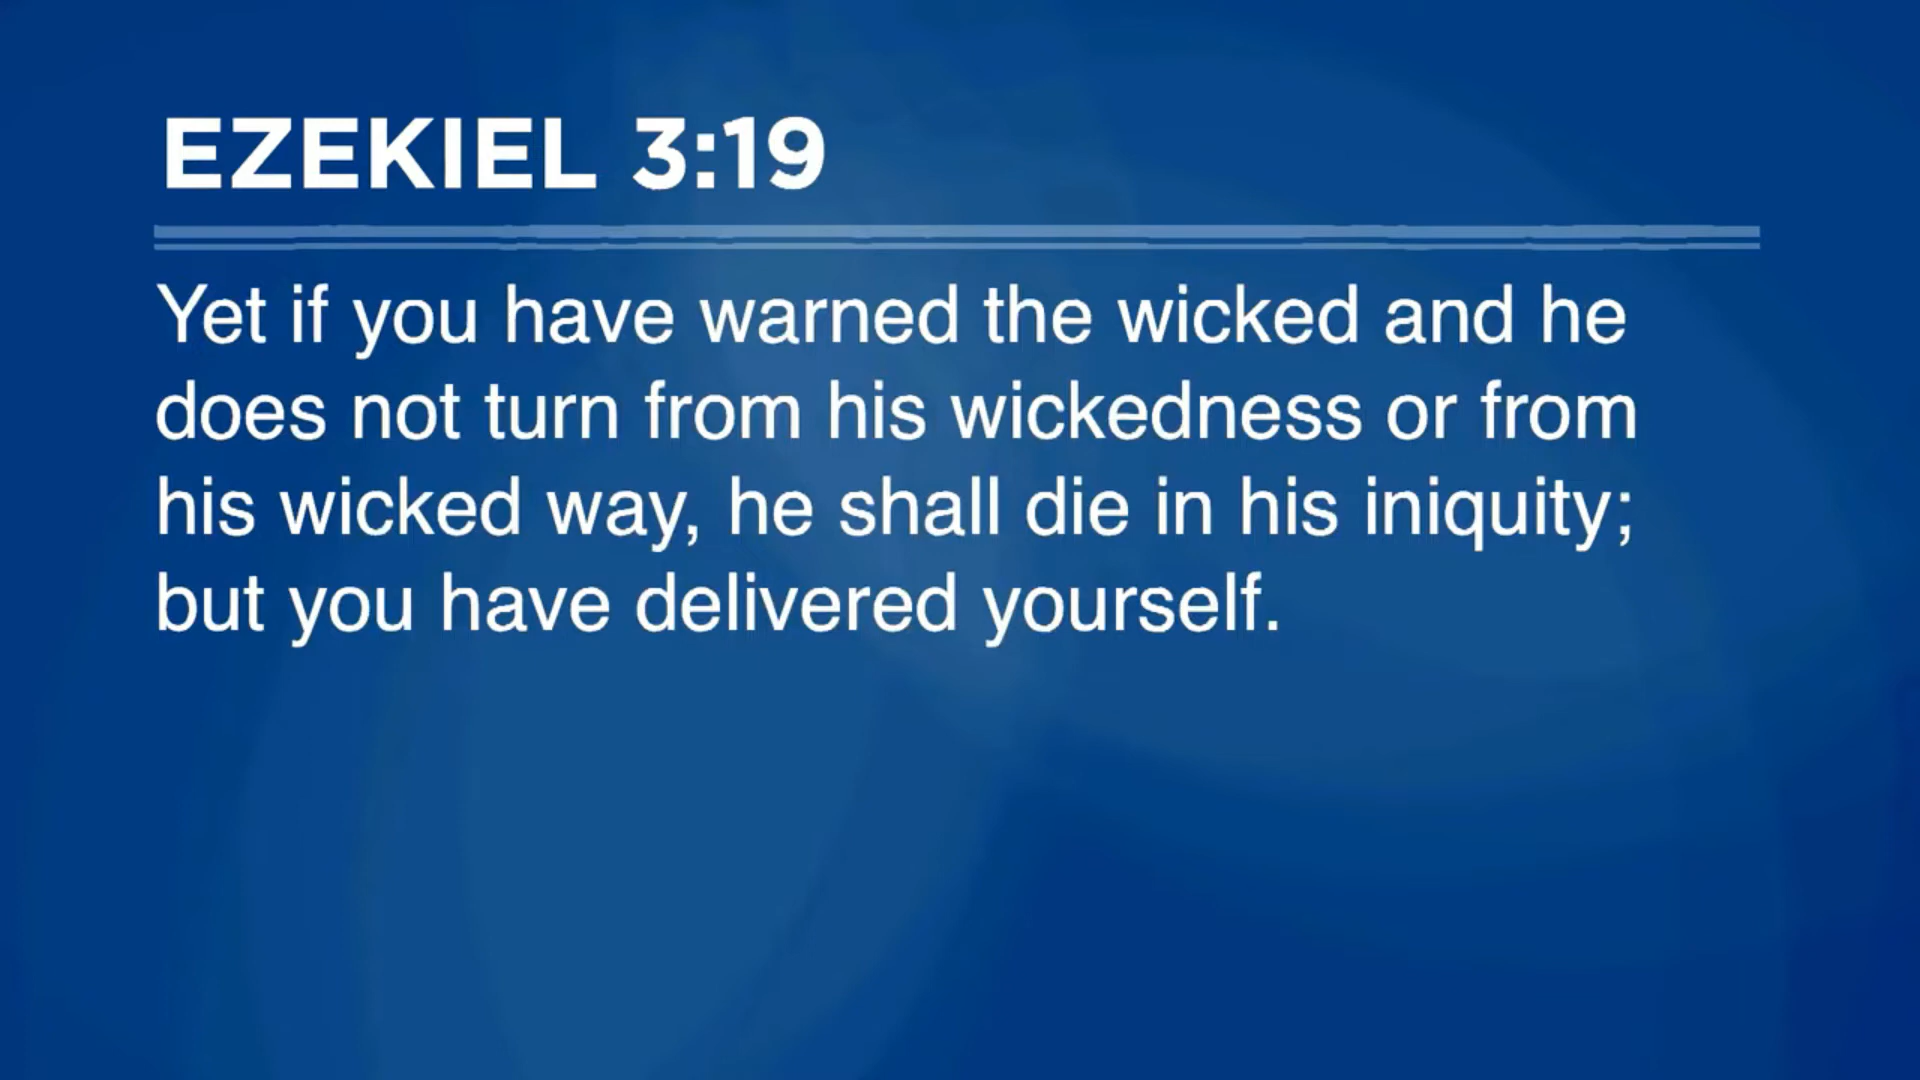 EZEKIEL 3:19
Yet if you have warned the wicked and he
does not turn from his wickedness or from
his wicked way, he shall die in his iniquity;
but you have delivered yourself.